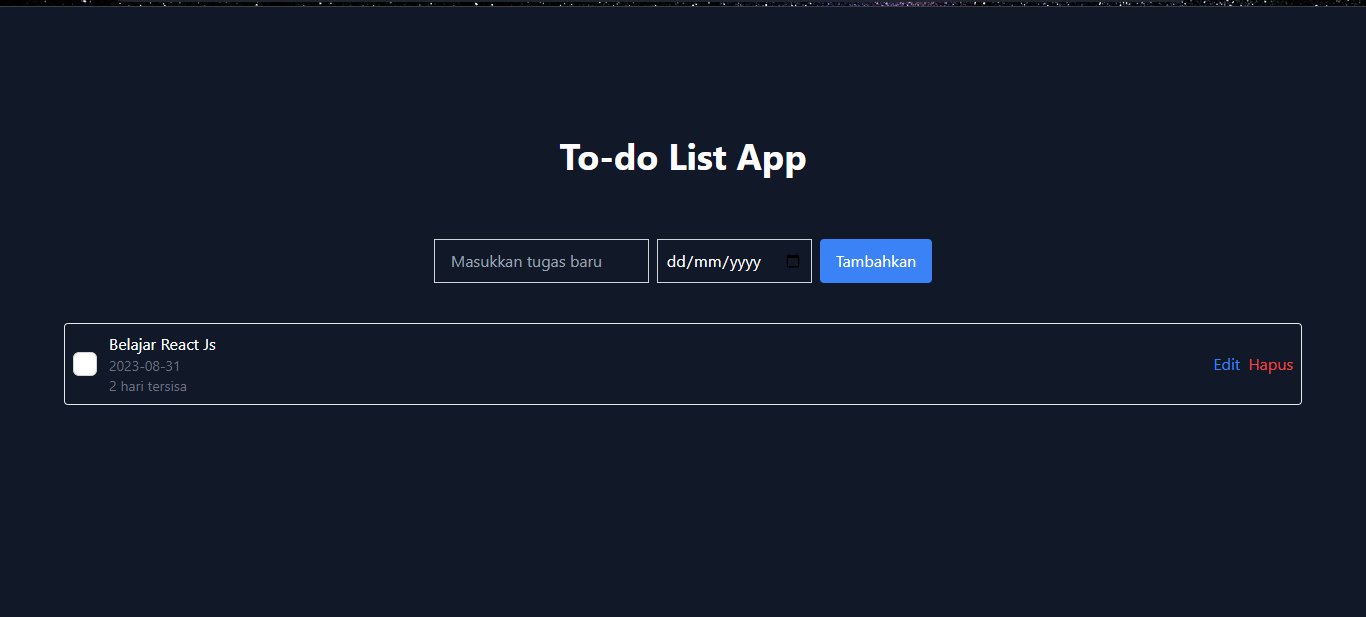 To-do List App
Masukkan tugas baru
dd/mm/yyyy
Tambahkan
Belajar React Js
2023-08-31
2 hari tersisa
Edit Hapus